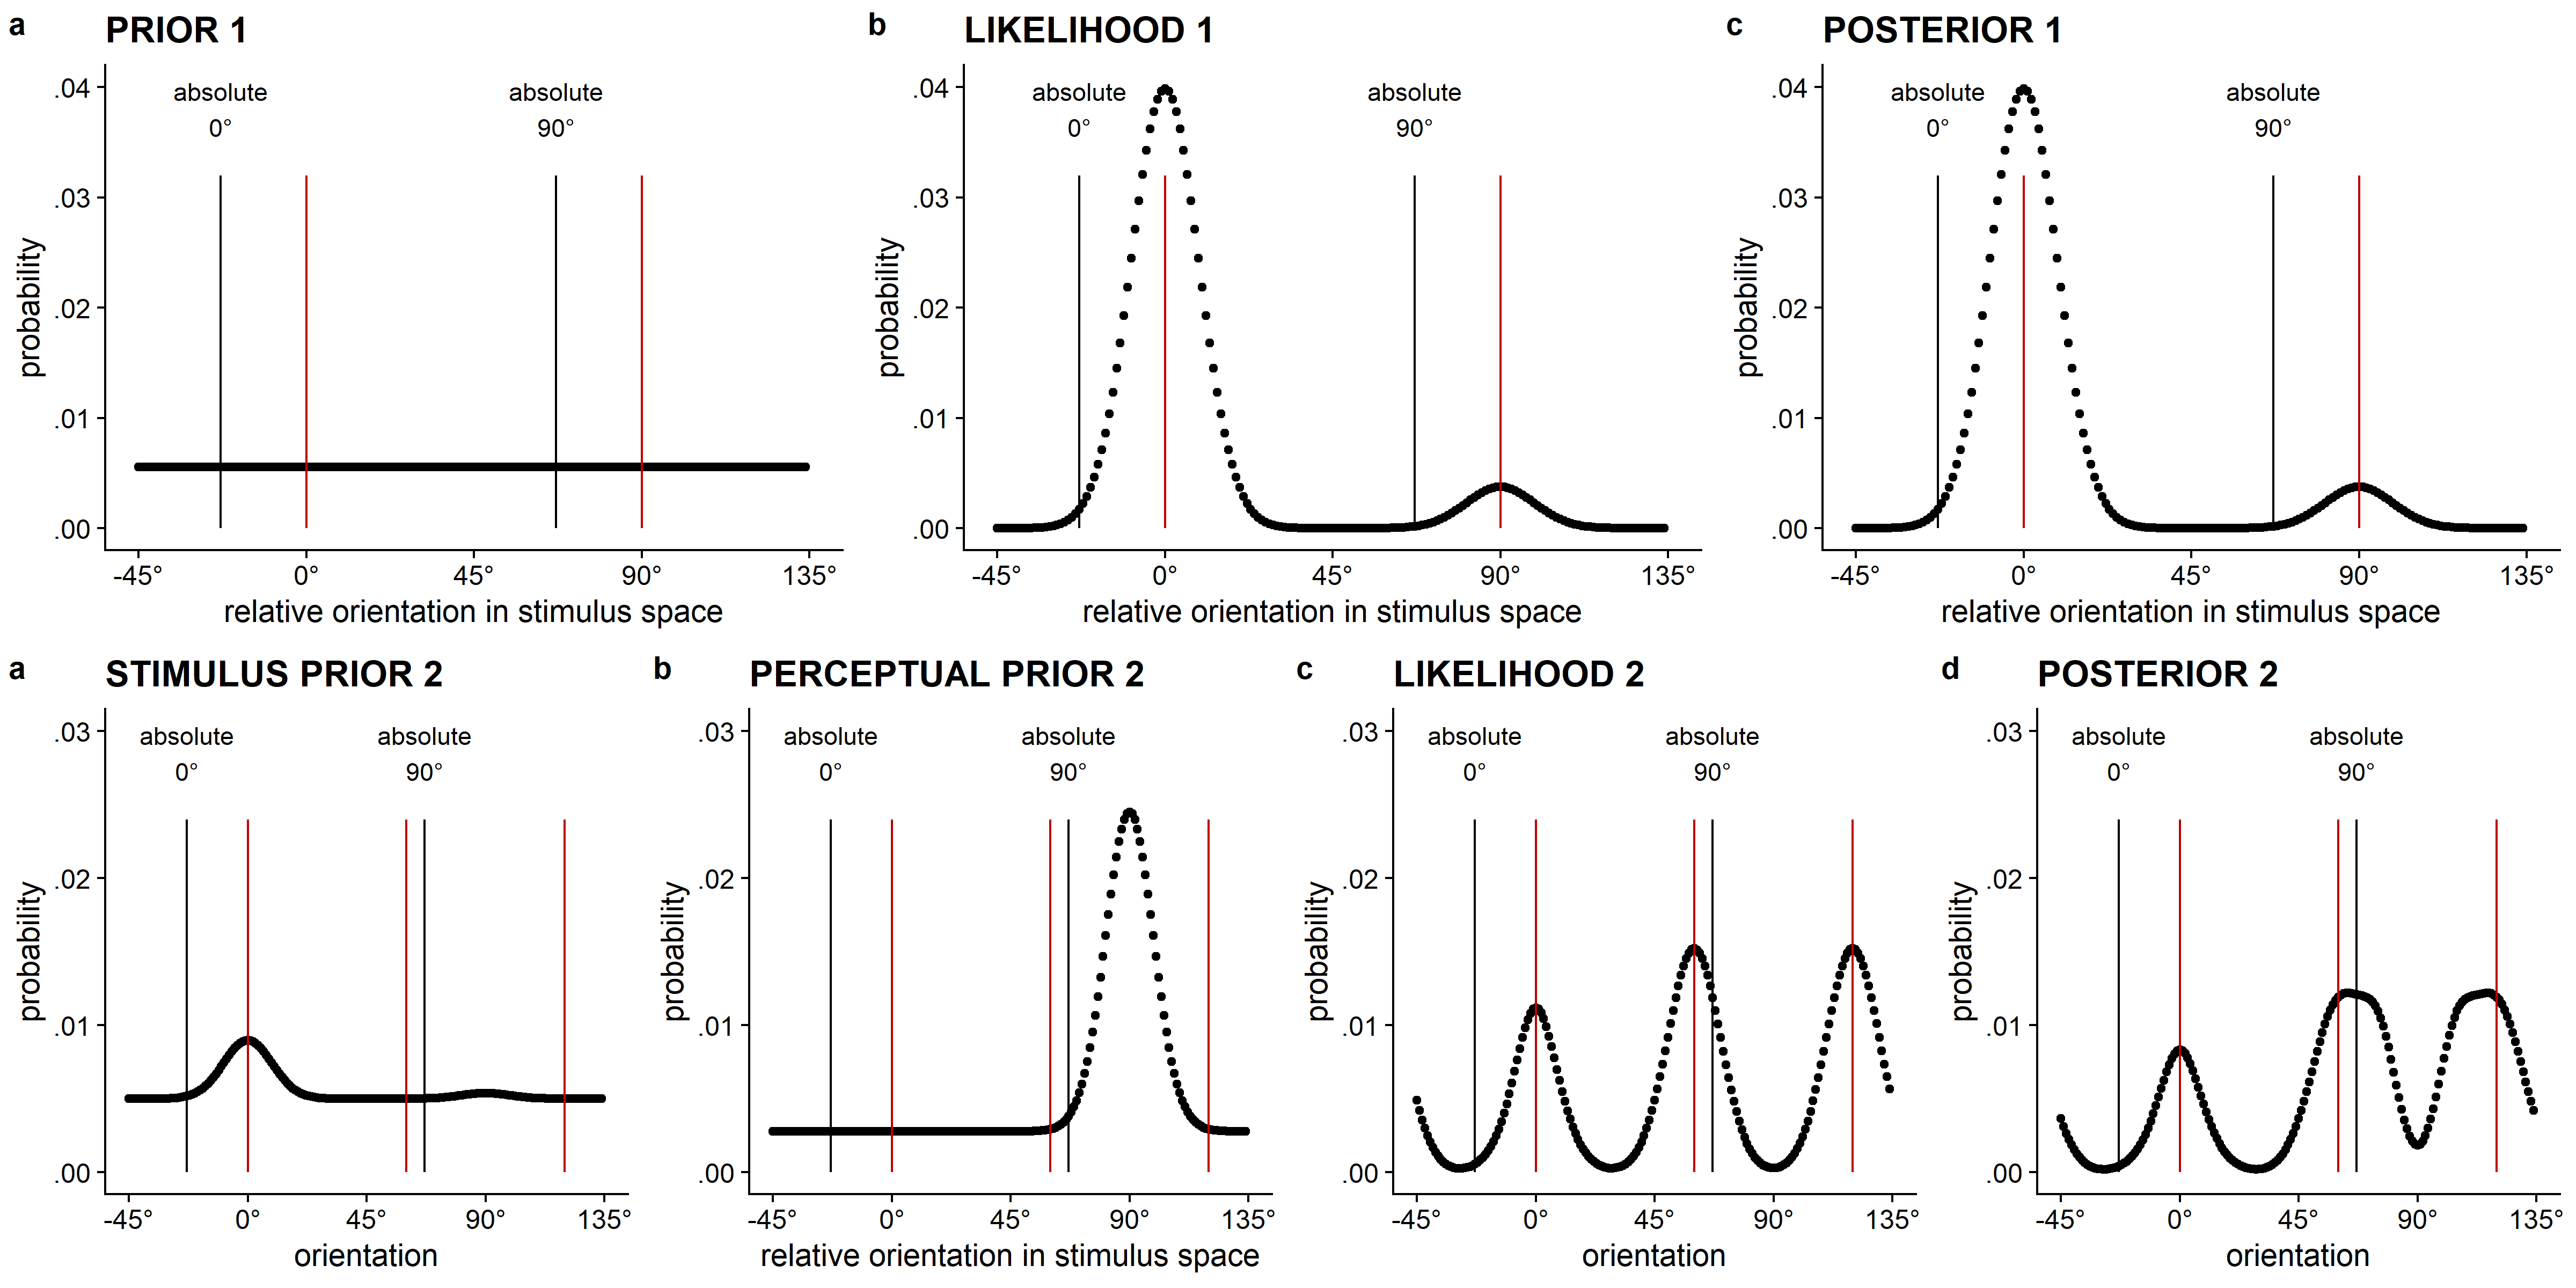 a PRIOR 1
absolute absolute
0° 90°
.04
.03
.02
.01
.00
probability
-45° 0° 45° 90° 135°
relative orientation in stimulus space
b LIKELIHOOD 1
absolute absolute
0° 90°
.04
.03
.02
.01
.00
probability
-45° 0° 45° 90° 135°
relative orientation in stimulus space
c POSTERIOR 1
absolute absolute
0° 90°
.04
.03
.02
.01
.00
probability
-45° 0° 45° 90° 135°
relative orientation in stimulus space
a STIMULUS PRIOR 2
absolute absolute
0° 90°
.03
.02
.01
.00
probability
-45° 0° 45° 90° 135°
orientation
b PERCEPTUAL PRIOR 2
absolute absolute
0° 90°
.03
.02
.01
.00
probability
-45° 0° 45° 90° 135°
relative orientation in stimulus space
c LIKELIHOOD 2
absolute absolute
0° 90°
.03
.02
.01
.00
probability
-45° 0° 45° 90° 135°
orientation
d POSTERIOR 2
absolute absolute
0° 90°
.03
.02
.01
.00
probability
-45° 0° 45° 90° 135°
orientation